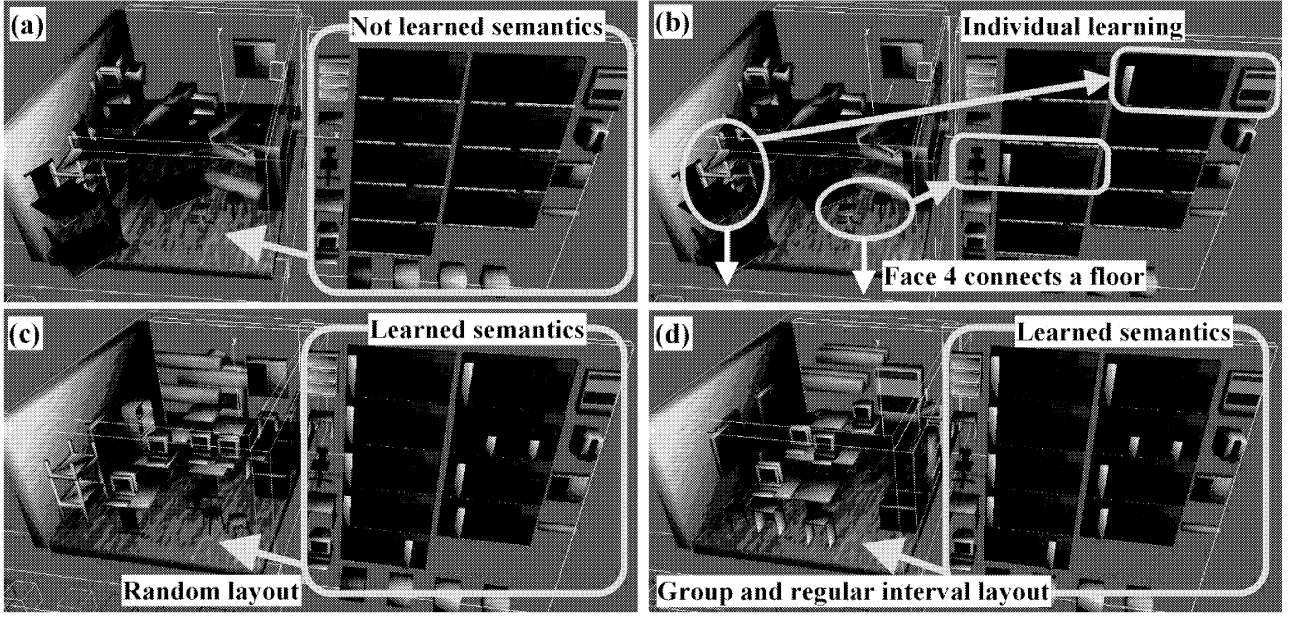 (a)
Not learned semantics
(b)
Individual learning
Face 4 connects a floor
(c)
Learned semantics
Random layout
(d)
Learned semantics
Group and regular interval layout